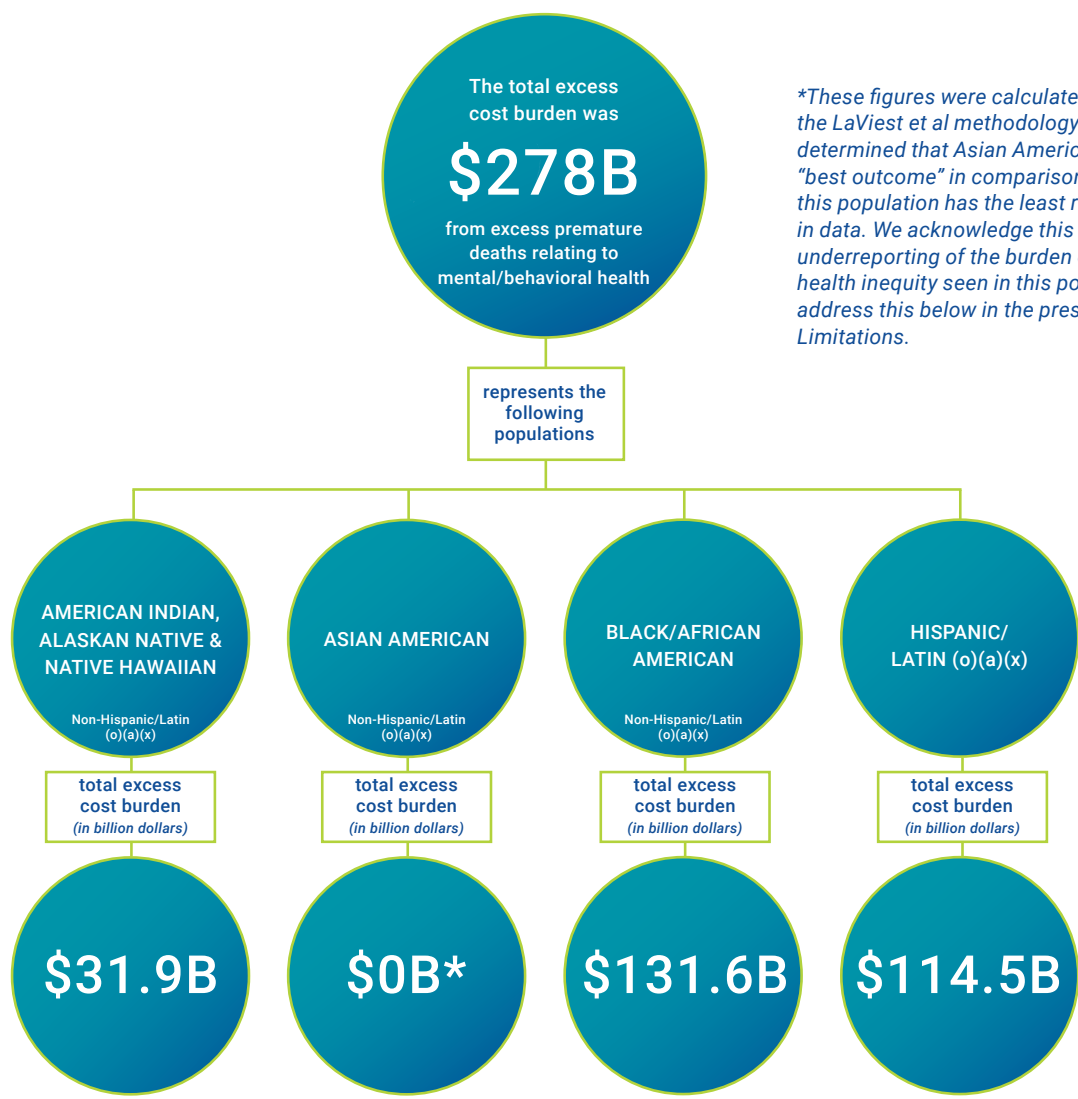 The total excess
cost burden was
$278B
from excess premature
deaths relating to
mental/behavioral health
*These figures were calculate
the LaViest et al methodology
determined that Asian Americ
“best outcome” in comparison
this population has the least r
in data. We acknowledge this
underreporting of the burden
health inequity seen in this po
address this below in the pres
Limitations.
represents the
following
populations
AMERICAN INDIAN,
ALASKAN NATIVE &
NATIVE HAWAIIAN
Non-Hispanic/Latin
(o)(a)(x)
ASIAN AMERICAN
Non-Hispanic/Latin
(o)(a)(x)
BLACK/AFRICAN
AMERICAN
Non-Hispanic/Latin
(o)(a)(x)
HISPANIC/
LATIN (o)(a)(x)
total excess
cost burden
(in billion dollars)
total excess
cost burden
(in billion dollars)
total excess
cost burden
(in billion dollars)
total excess
cost burden
(in billion dollars)
$31.9B
$0B*
$131.6B
$114.5B